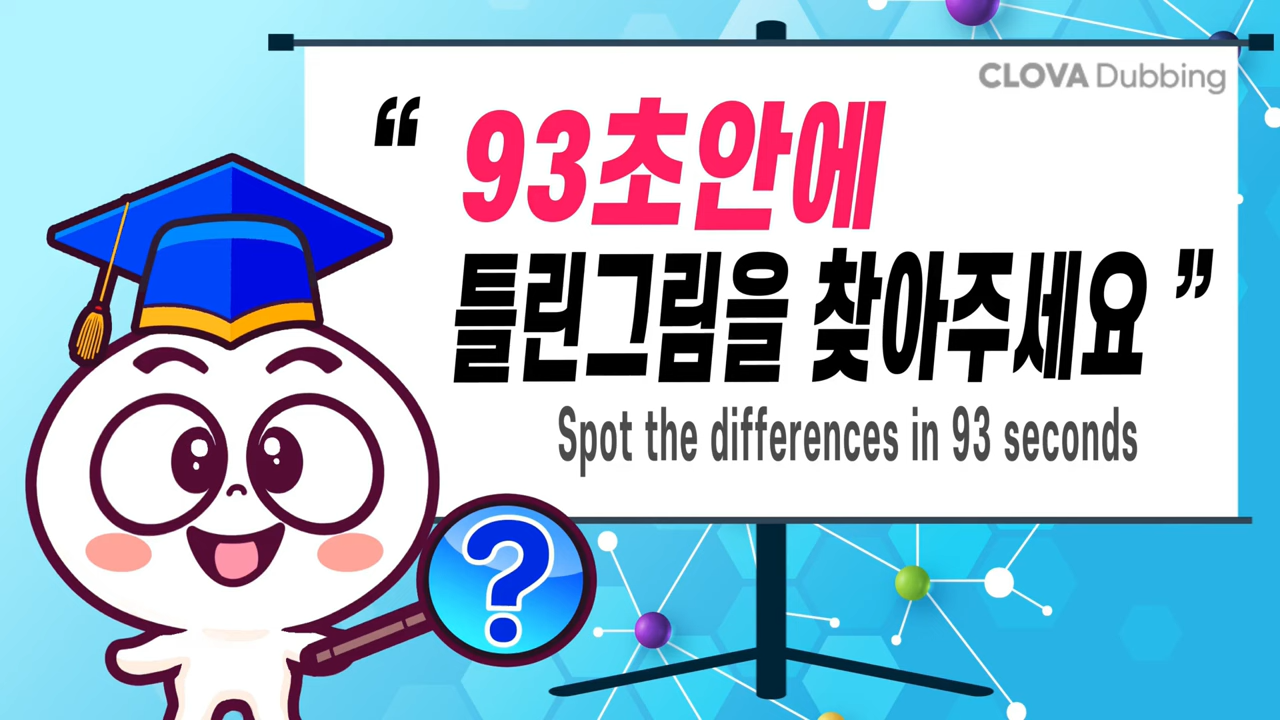 CLOVA Dubbing
“ 93초안에
틀린그림을 찾아주세요 ”
Spot the differences in 93 seconds
?